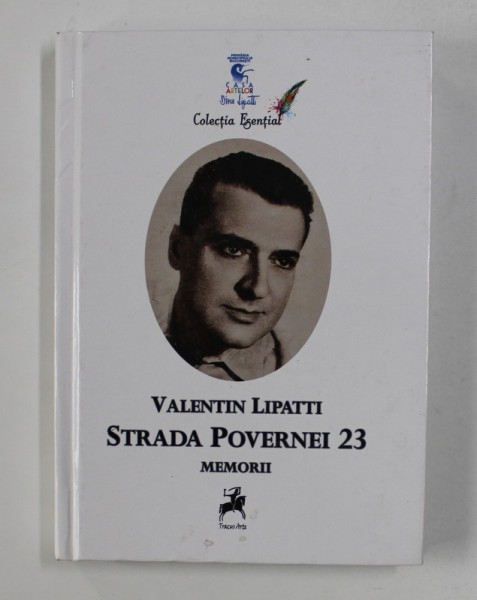 CASA
ARTELOR
Dinu Lipatti
Colecția Esențial
VALENTIN LIPATTI
STRADA POVERNEI 23
MEMORII
Tracus Arte